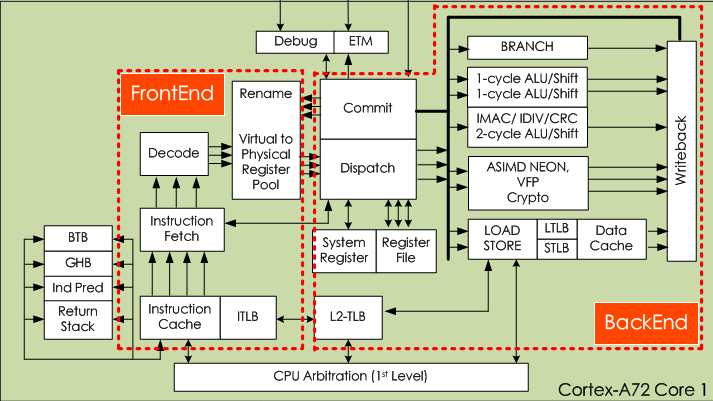 Debug
ETM
FrontEnd
Rename
Virtual to
Physical
Register
Pool
Decode
Instruction
Fetch
Instruction
Cache
ITLB
BTB
GHB
Ind Pred
Return
Stack
Commit
Dispatch
System
Register
Register
File
L2-TLB
BRANCH
1-cycle ALU/Shift
1-cycle ALU/Shift
IMAC/ IDIV/CRC
2-cycle ALU/Shift
ASIMD NEON,
VFP
Crypto
LOAD
STORE
LTLB
STLB
Data
Cache
Writeback
BackEnd
CPU Arbitration (1st Level)
Cortex-A72 Core 1